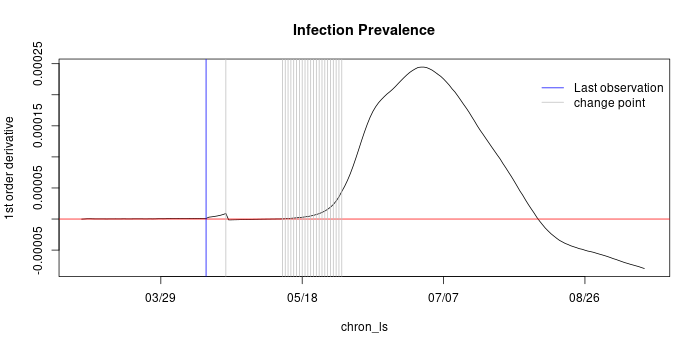 Infection Prevalence
1st order derivative
0.00025
0.00015
0.00005
-0.00005
Last observation
change point
03/29
05/18
07/07
08/26
chron_ls